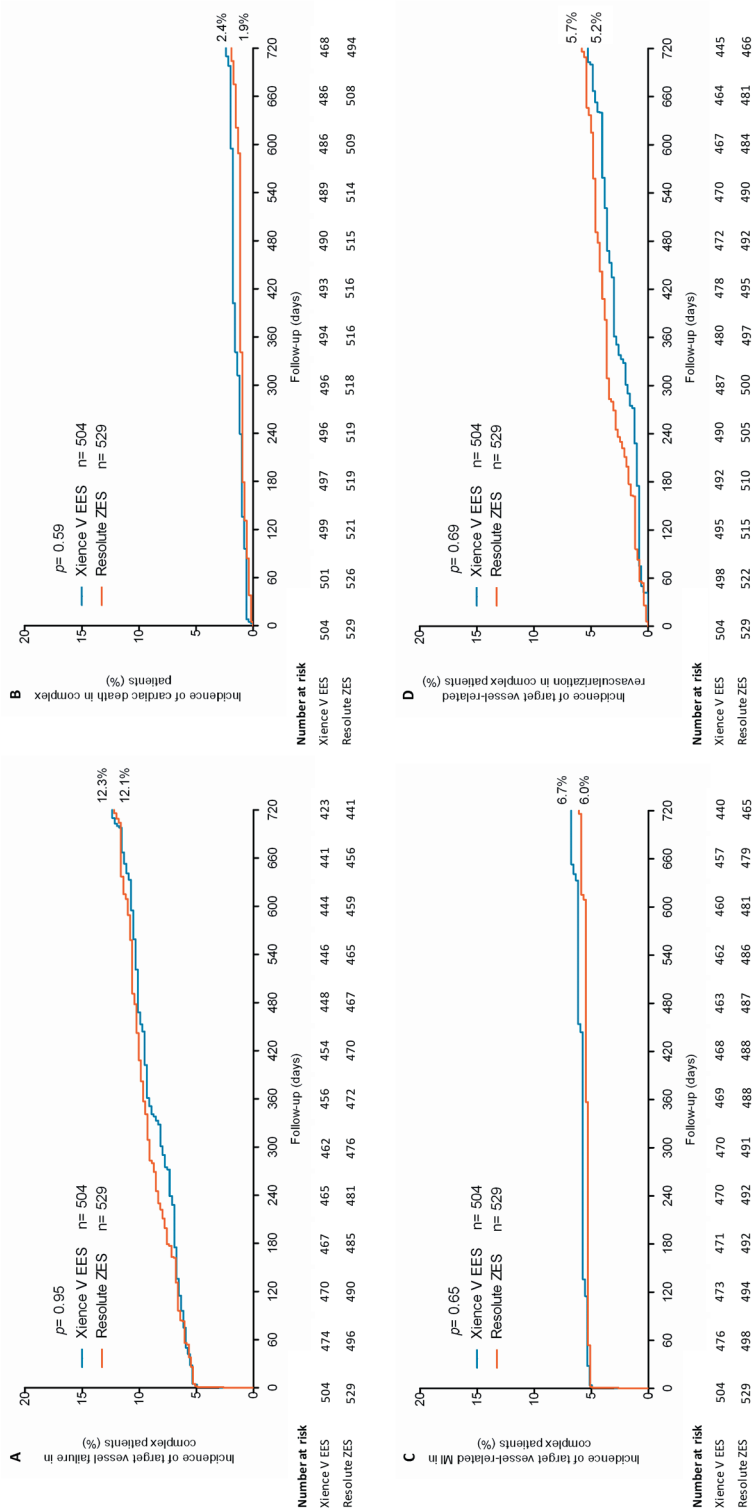 A
Incidence of target vessel failure in
complex patients (%)
20
15
10
5
0
p= 0.95
Xience V EES n= 504
Resolute ZES n= 529
12.3%
12.1%
0 60 120 180 240 300 360 420 480 540 600 660 720
Follow-up (days)
Number at risk
Xience V EES 504 474 470 467 465 462 456 454 448 446 444 441 423
Resolute ZES 529 496 490 485 481 476 472 470 467 465 459 456 441
B
Incidence of cardiac death in complex
patients (%)
20
15
10
5
0
p= 0.59
Xience V EES n= 504
Resolute ZES n= 529
2.4%
1.9%
0 60 120 180 240 300 360 420 480 540 600 660 720
Follow-up (days)
Number at risk
Xience V EES 504 501 499 497 496 496 494 493 490 489 486 486 468
Resolute ZES 529 526 521 519 519 518 516 516 515 514 509 508 494
C
Incidence of target vessel-related MI in
complex patients (%)
20
15
10
5
0
p= 0.65
Xience V EES n= 504
Resolute ZES n= 529
6.7%
6.0%
0 60 120 180 240 300 360 420 480 540 600 660 720
Follow-up (days)
Number at risk
Xience V EES 504 476 473 471 470 470 469 468 463 462 460 457 440
Resolute ZES 529 498 494 492 492 491 488 488 487 486 481 479 465
D
Incidence of target vessel-related
revascularization in complex patients (%)
20
15
10
5
0
p= 0.69
Xience V EES n= 504
Resolute ZES n= 529
5.7%
5.2%
0 60 120 180 240 300 360 420 480 540 600 660 720
Follow-up (days)
Number at risk
Xience V EES 504 498 495 492 490 487 480 478 472 470 467 464 445
Resolute ZES 529 522 515 510 505 500 497 495 492 490 484 481 466